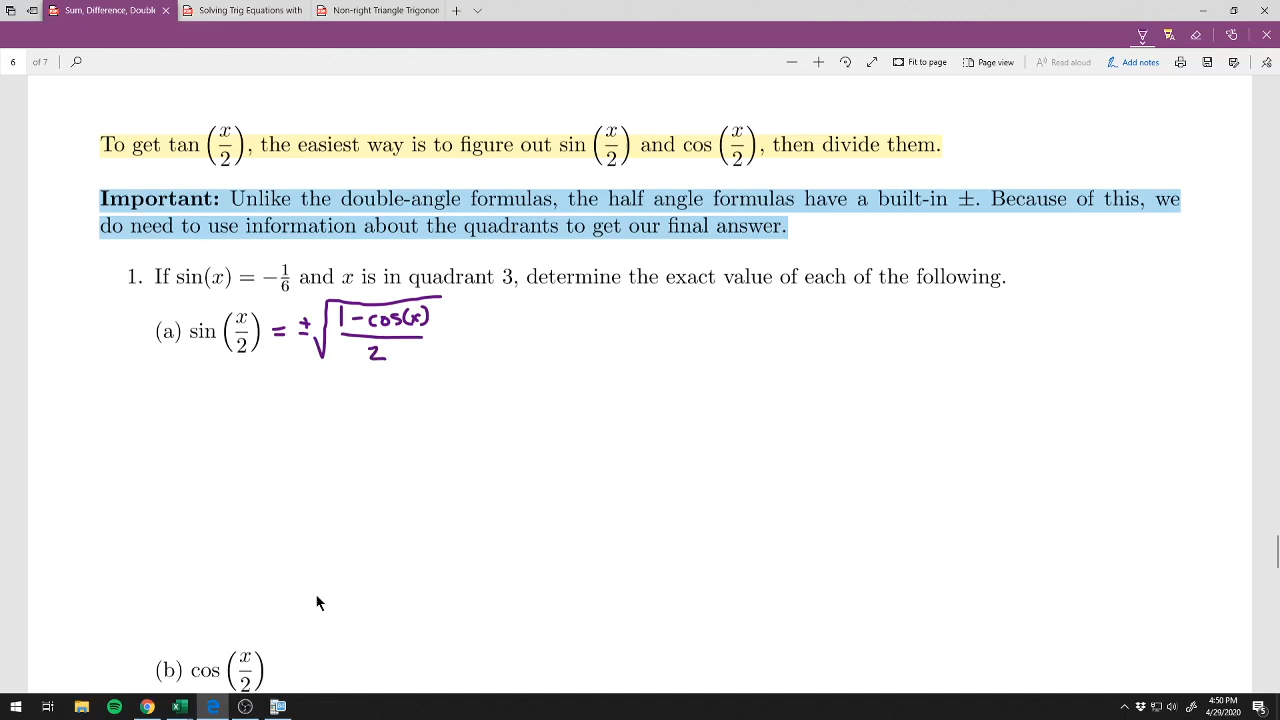 Sum, Difference, Doubl
Solving Trig Equations with
Non-right Triangle Trigonon
6 of 7
Fit to page
Page view
Read aloud
Add notes
To get tan (x/2), the easiest way is to figure out sin (x/2) and cos (x/2), then divide them.
Important: Unlike the double-angle formulas, the half angle formulas have a built-in ±. Because of this, we
do need to use information about the quadrants to get our final answer.
1. If sin(x) = −1/6 and x is in quadrant 3, determine the exact value of each of the following.
(a) sin (x/2) = ± √((1 − cos(x))/2)
(b) cos (x/2)
4:50 PM
4/29/2020